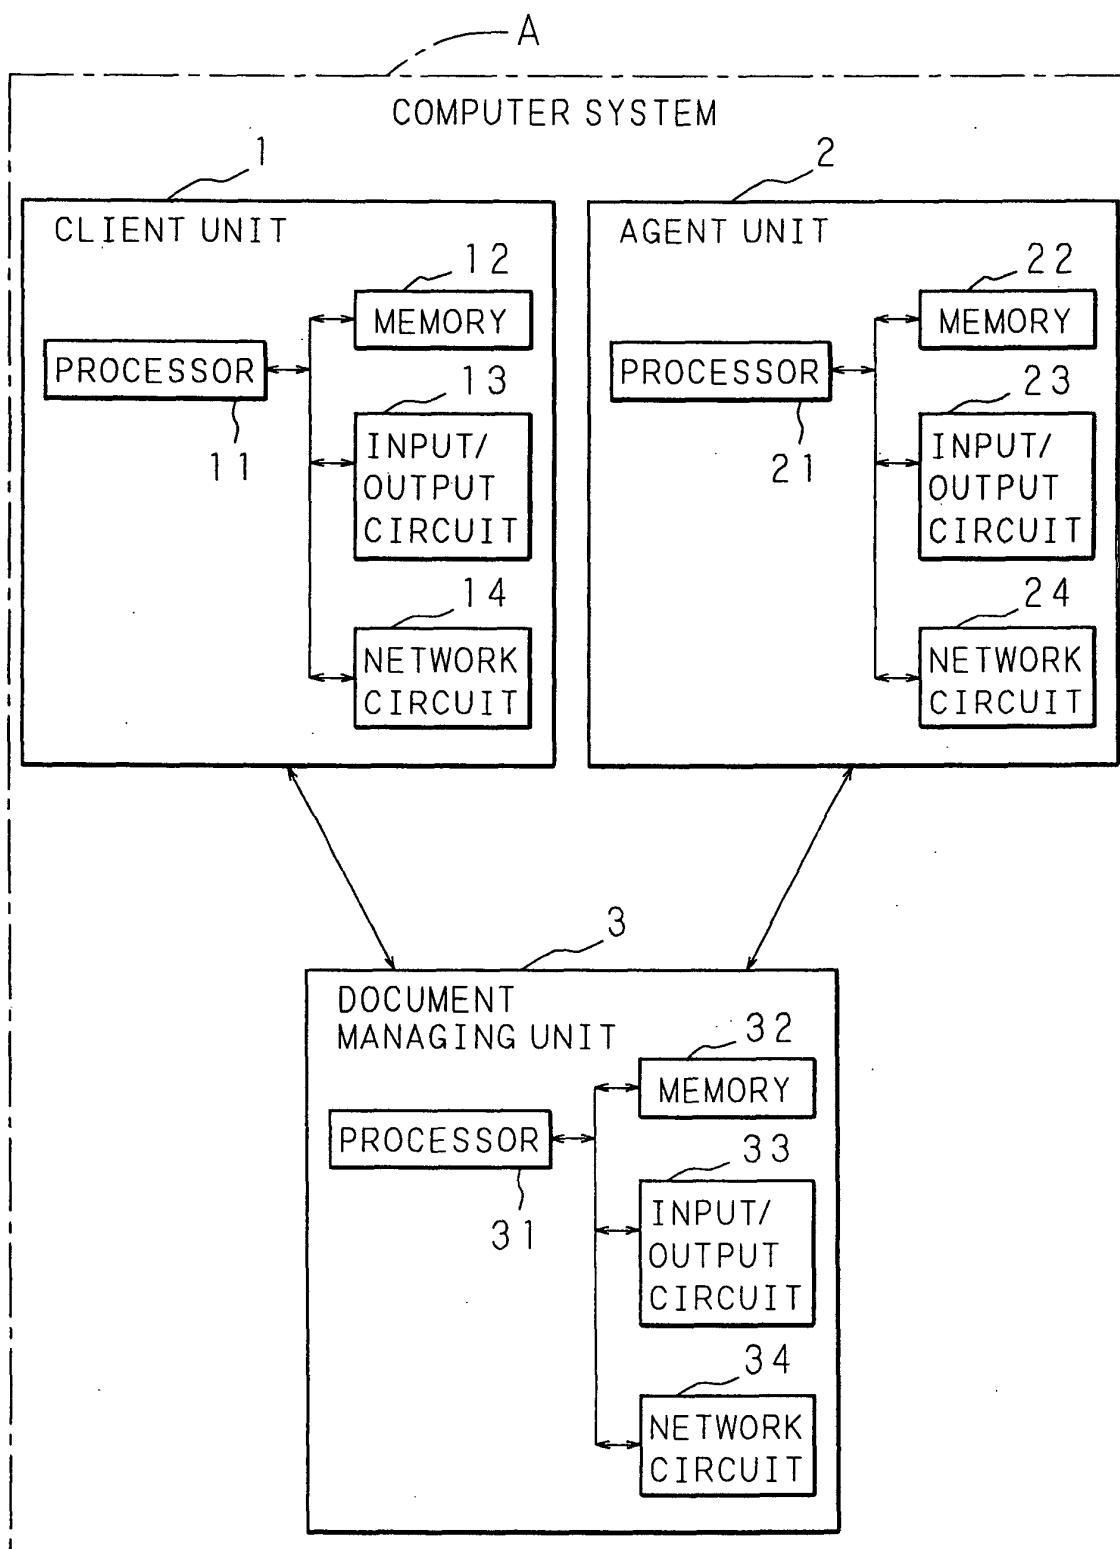 A
COMPUTER SYSTEM
1
CLIENT UNIT
12
MEMORY
PROCESSOR
11
13
INPUT/
OUTPUT
CIRCUIT
14
NETWORK
CIRCUIT
2
AGENT UNIT
22
MEMORY
PROCESSOR
21
23
INPUT/
OUTPUT
CIRCUIT
24
NETWORK
CIRCUIT
3
DOCUMENT
MANAGING UNIT
32
MEMORY
PROCESSOR
31
33
INPUT/
OUTPUT
CIRCUIT
34
NETWORK
CIRCUIT